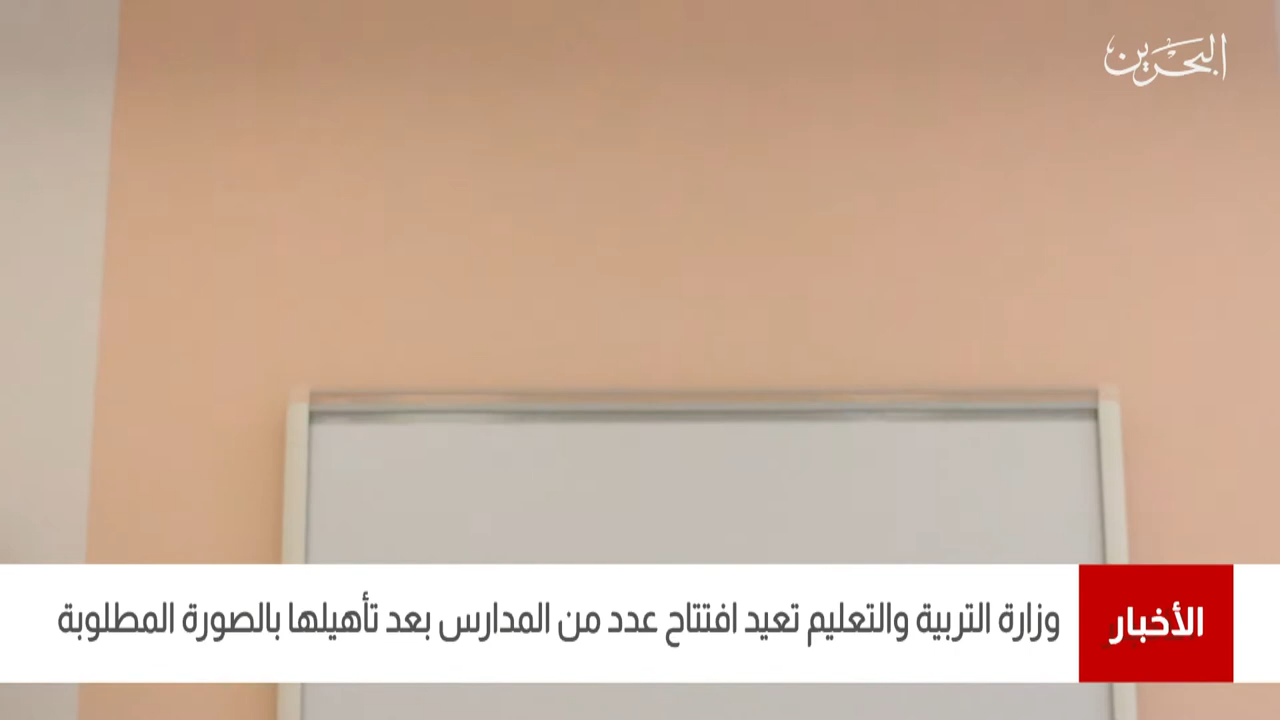 البحرين
الأخبار
وزارة التربية والتعليم تعيد افتتاح عدد من المدارس بعد تأهيلها بالصورة المطلوبة